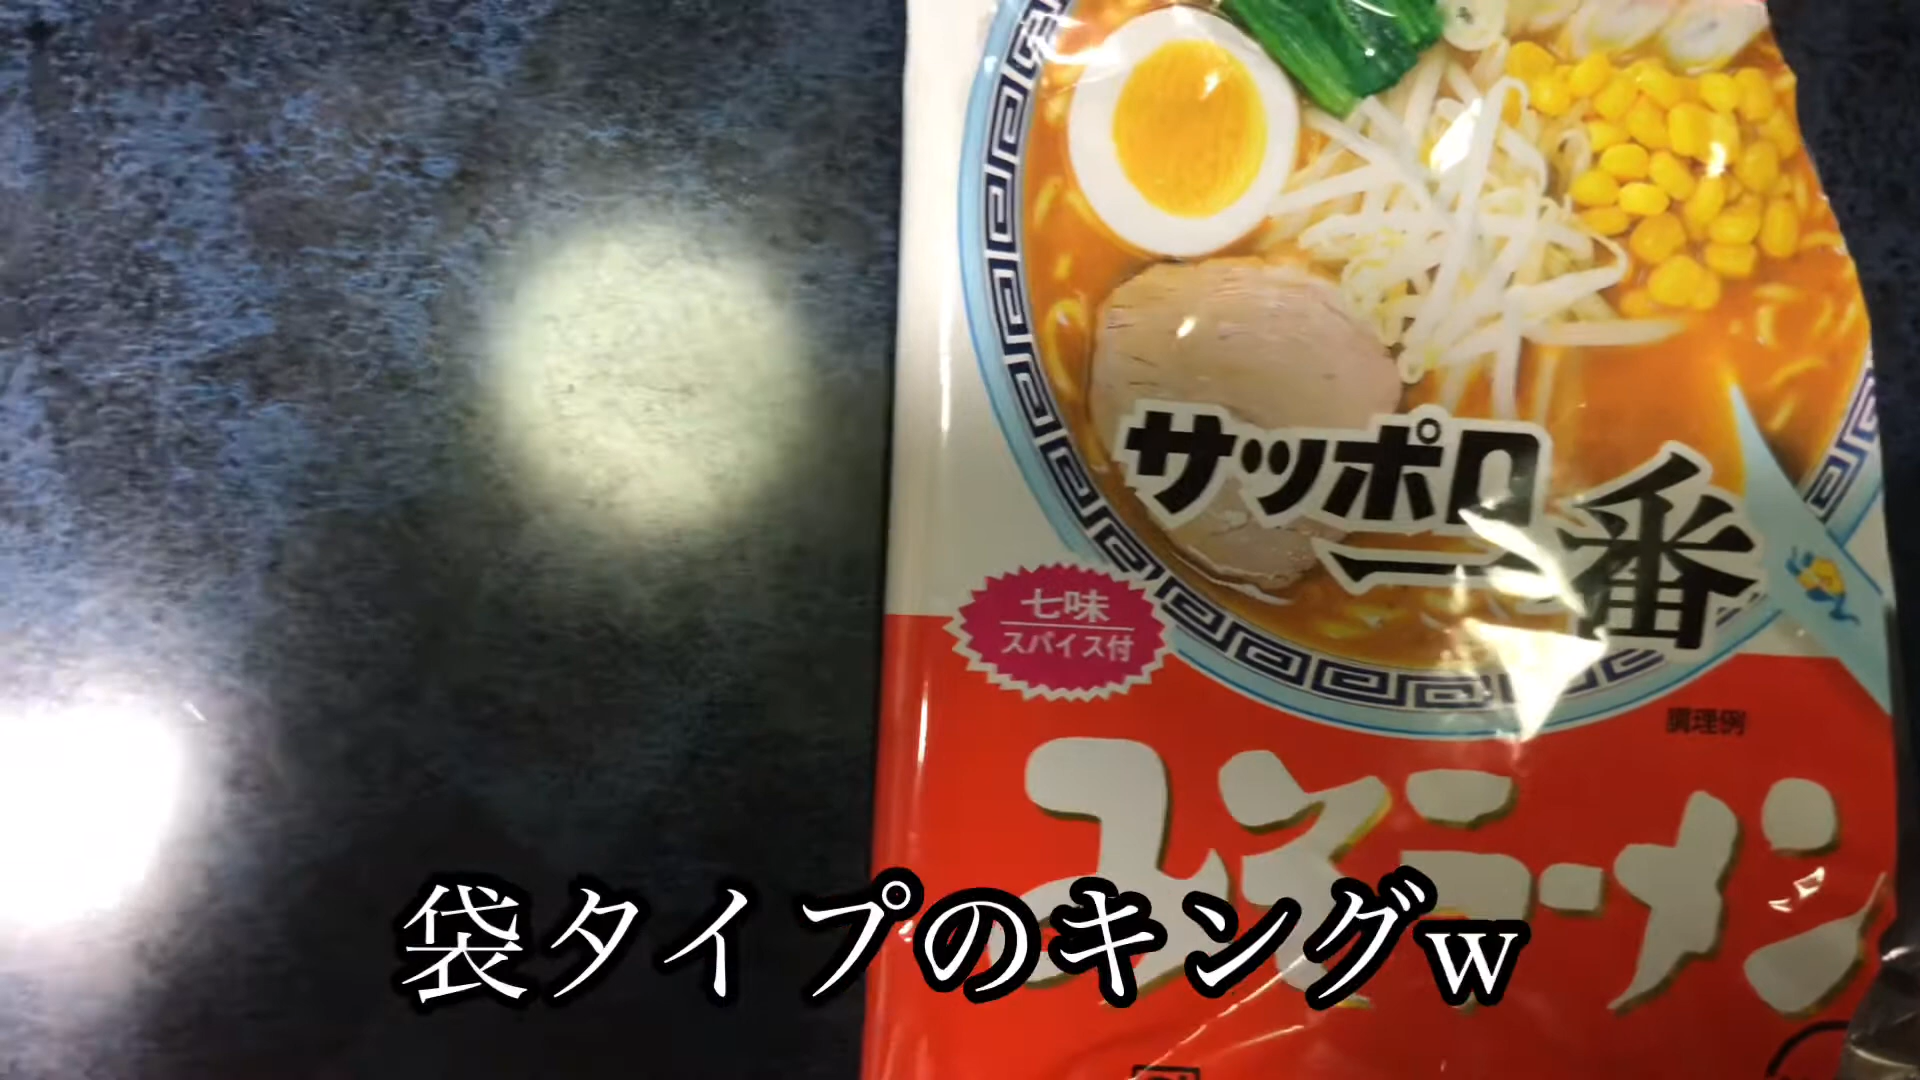 サッポロ
一番
七味
スパイス付
調理例
みそラーメン
袋タイプのキングw